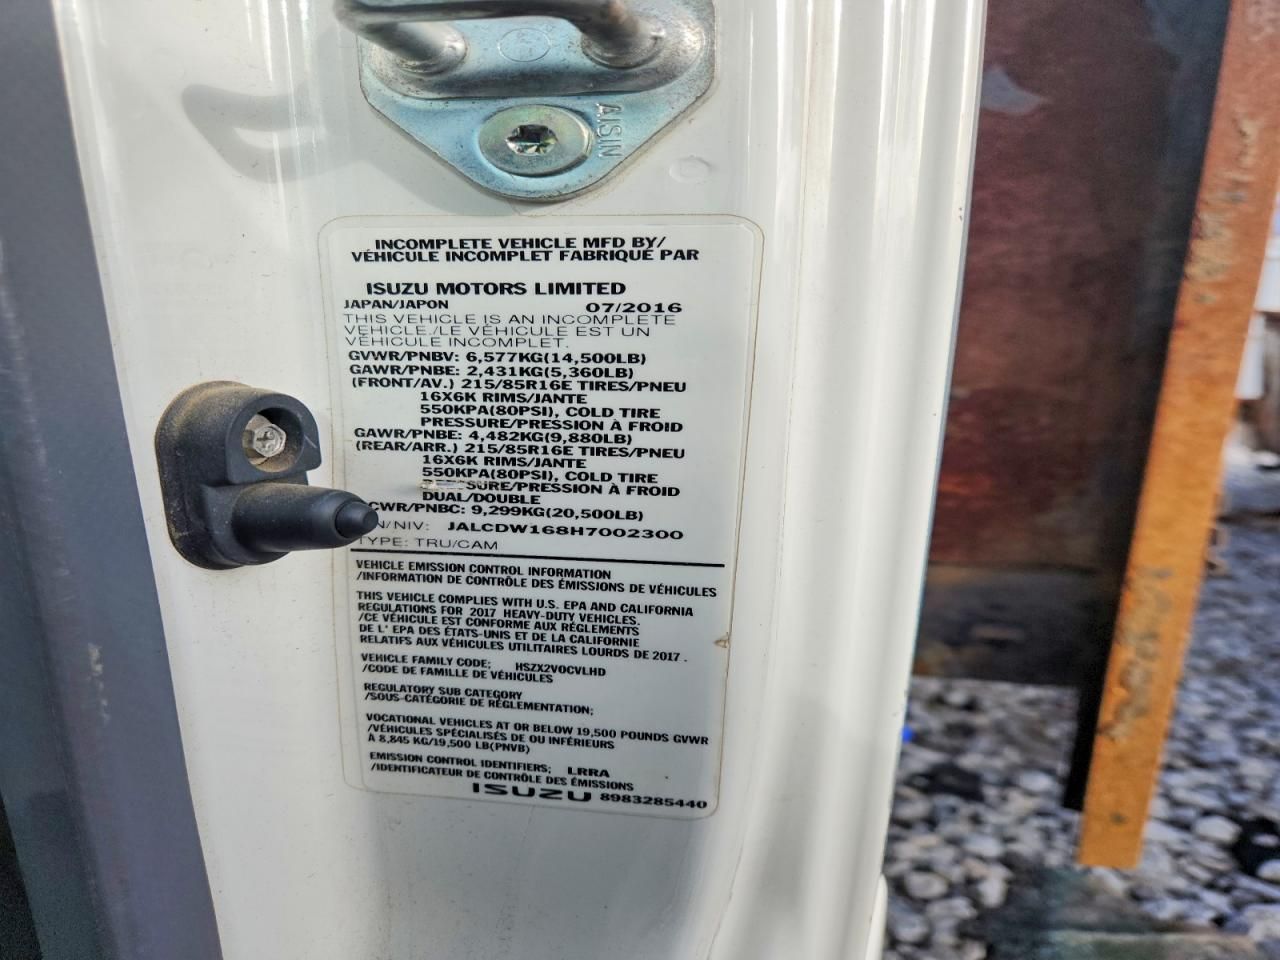 AISIN
INCOMPLETE VEHICLE MFD BY/
VÉHICULE INCOMPLET FABRIQUÉ PAR
ISUZU MOTORS LIMITED
JAPAN/JAPON 07/2016
THIS VEHICLE IS AN INCOMPLETE
VEHICLE./LE VÉHICULE EST UN
VÉHICULE INCOMPLET.
GVWR/PNBV: 6,577KG(14,500LB)
GAWR/PNBE: 2,431KG(5,360LB)
(FRONT/AV.) 215/85R16E TIRES/PNEU
16X6K RIMS/JANTE
550KPA(80PSI), COLD TIRE
PRESSURE/PRESSION À FROID
GAWR/PNBE: 4,482KG(9,880LB)
(REAR/ARR.) 215/85R16E TIRES/PNEU
16X6K RIMS/JANTE
550KPA(80PSI), COLD TIRE
SURE/PRESSION À FROID
DUAL/DOUBLE
CWR/PNBC: 9,299KG(20,500LB)
N/NIV: JALCDW168H7002300
TYPE: TRU/CAM
VEHICLE EMISSION CONTROL INFORMATION
/INFORMATION DE CONTRÔLE DES ÉMISSIONS DE VÉHICULES
THIS VEHICLE COMPLIES WITH U.S. EPA AND CALIFORNIA
REGULATIONS FOR 2017 HEAVY-DUTY VEHICLES.
/CE VÉHICULE EST CONFORME AUX RÉGLEMENTS
DE L' EPA DES ÉTATS-UNIS ET DE LA CALIFORNIE
RELATIFS AUX VÉHICULES UTILITAIRES LOURDS DE 2017 .
VEHICLE FAMILY CODE; HSZX2VOCVLHD
/CODE DE FAMILLE DE VÉHICULES
REGULATORY SUB CATEGORY
/SOUS-CATÉGORIE DE RÉGLEMENTATION;
VOCATIONAL VEHICLES AT OR BELOW 19,500 POUNDS GVWR
/VÉHICULES SPÉCIALISÉS DE OU INFÉRIEURS
À 8,845 KG/19,500 LB(PNVB)
EMISSION CONTROL IDENTIFIERS; LRRA
/IDENTIFICATEUR DE CONTRÔLE DES ÉMISSIONS
ISUZU 8983285440